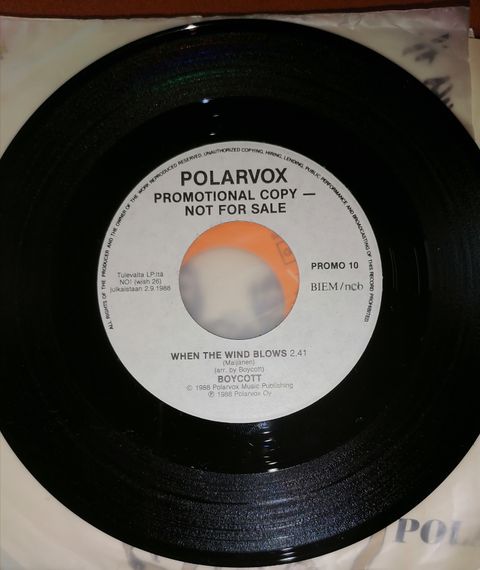 ALL RIGHTS OF THE PRODUCER AND THE OWNER OF THE WORK REPRODUCED RESERVED. UNAUTHORIZED COPYING, HIRING, LENDING, PUBLIC PERFORMANCE AND BROADCASTING OF THIS RECORD PROHIBITED.
POLARVOX
PROMOTIONAL COPY —
NOT FOR SALE
Tulevalta LP:ltä
NO! (wish 26)
julkaistaan 2.9.1988
PROMO 10
BIEM/ncb
WHEN THE WIND BLOWS 2.41
(Maijanen)
(arr. by Boycott)
BOYCOTT
© 1988 Polarvox Music Publishing
℗ 1988 Polarvox Oy